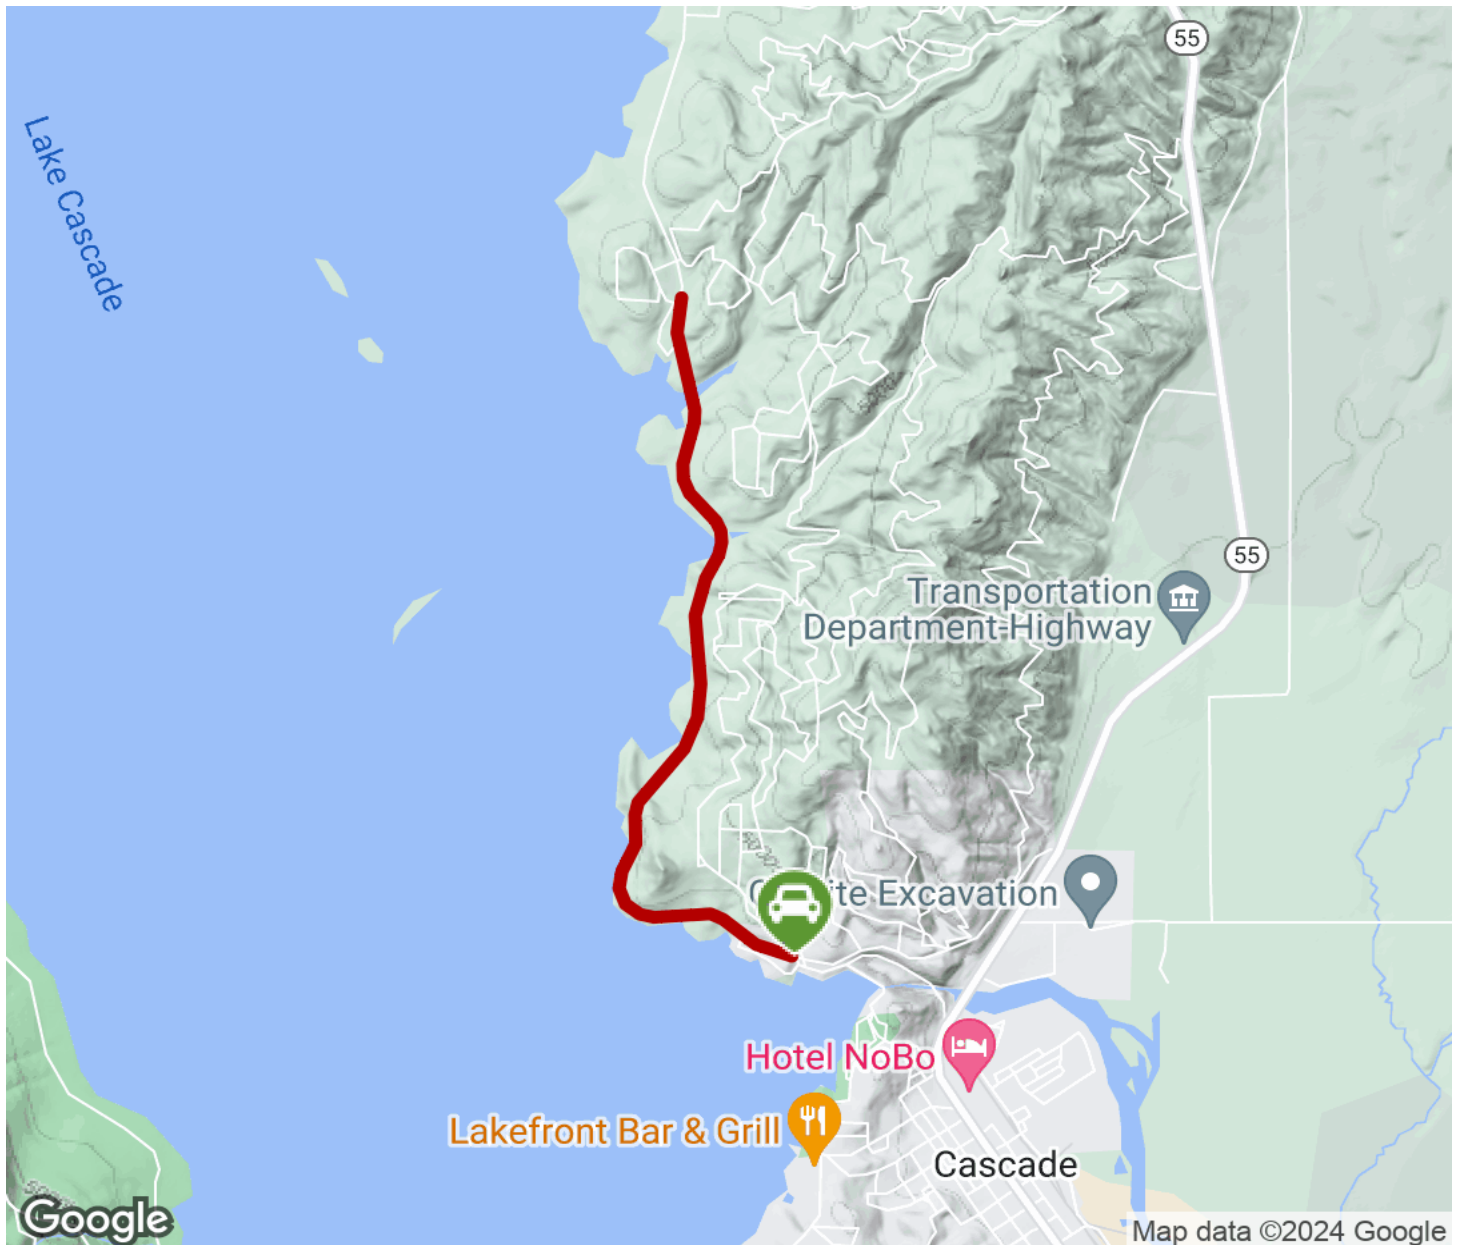 55
Lake Cascade
55
Transportation
Department-Highway
ite Excavation
Hotel NoBo
Lakefront Bar & Grill
Cascade
Google
Map data ©2024 Google